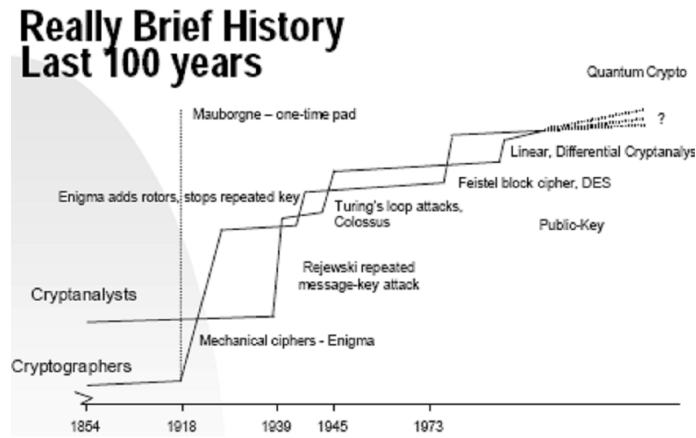 Really Brief History
Last 100 years
Quantum Crypto
Mauborgne – one-time pad
?
Linear, Differential Cryptanalys
Feistel block cipher, DES
Enigma adds rotors, stops repeated key
Turing's loop attacks,
Colossus
Public-Key
Rejewski repeated
message-key attack
Cryptanalysts
Mechanical ciphers - Enigma
Cryptographers
1854 1918 1939 1945 1973